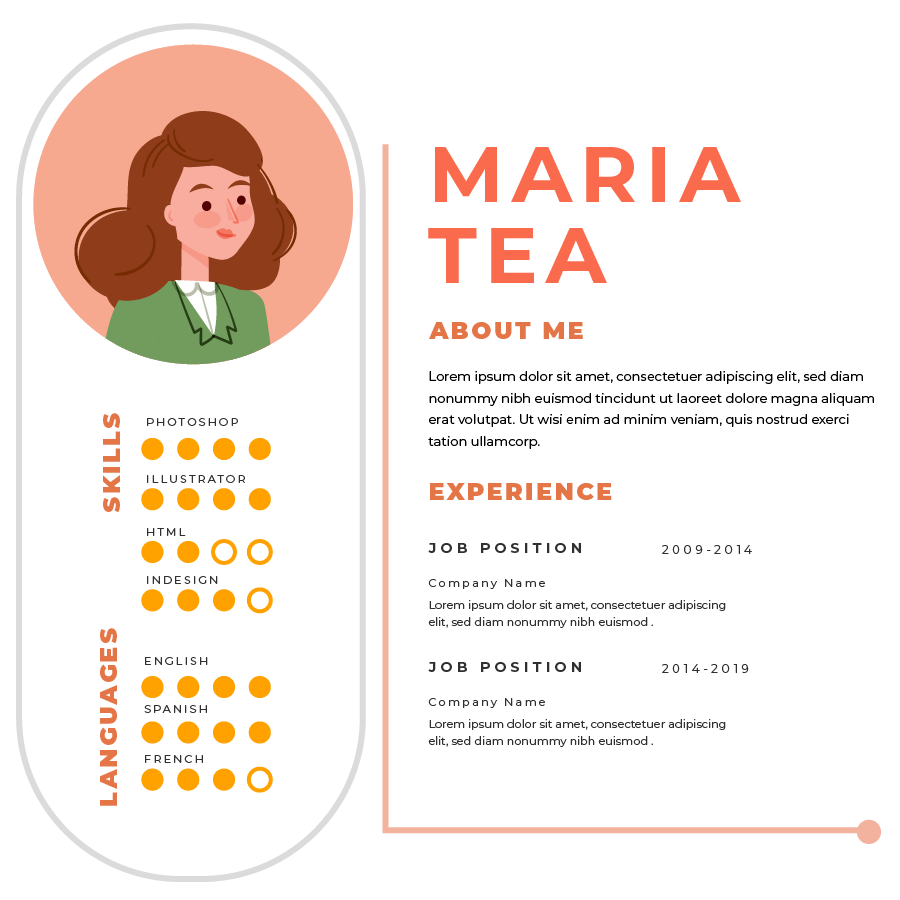 SKILLS
PHOTOSHOP
ILLUSTRATOR
HTML
INDESIGN
LANGUAGES
ENGLISH
SPANISH
FRENCH
MARIA
TEA
ABOUT ME
Lorem ipsum dolor sit amet, consectetuer adipiscing elit, sed diam
nonummy nibh euismod tincidunt ut laoreet dolore magna aliquam
erat volutpat. Ut wisi enim ad minim veniam, quis nostrud exerci
tation ullamcorp.
EXPERIENCE
JOB POSITION 2009-2014
Company Name
Lorem ipsum dolor sit amet, consectetuer adipiscing
elit, sed diam nonummy nibh euismod .
JOB POSITION 2014-2019
Company Name
Lorem ipsum dolor sit amet, consectetuer adipiscing
elit, sed diam nonummy nibh euismod .